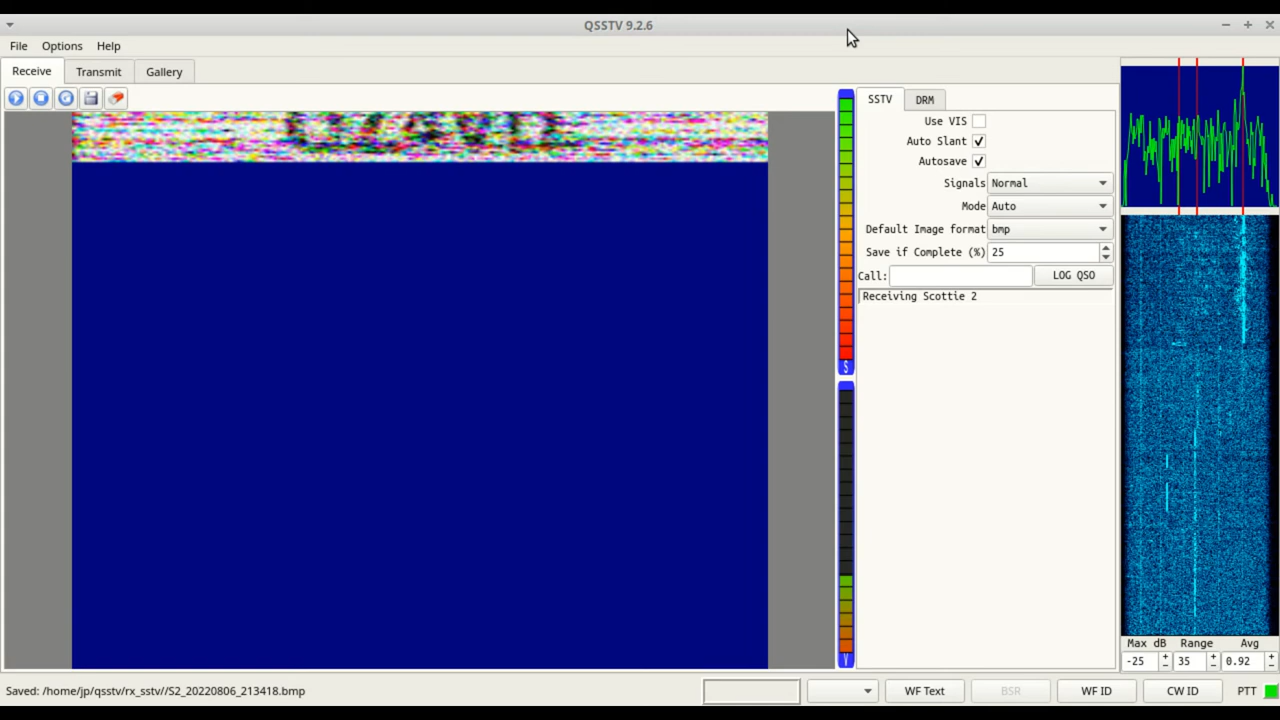 QSSTV 9.2.6
File Options Help
Receive Transmit Gallery
SSTV DRM
Use VIS
Auto Slant
Autosave
Signals Normal
Mode Auto
Default Image format bmp
Save if Complete (%) 25
Call: LOG QSO
Receiving Scottie 2
S
V
Max dB Range Avg
-25 35 0.92
Saved: /home/jp/qsstv/rx_sstv//S2_20220806_213418.bmp
WF Text BSR WF ID CW ID PTT